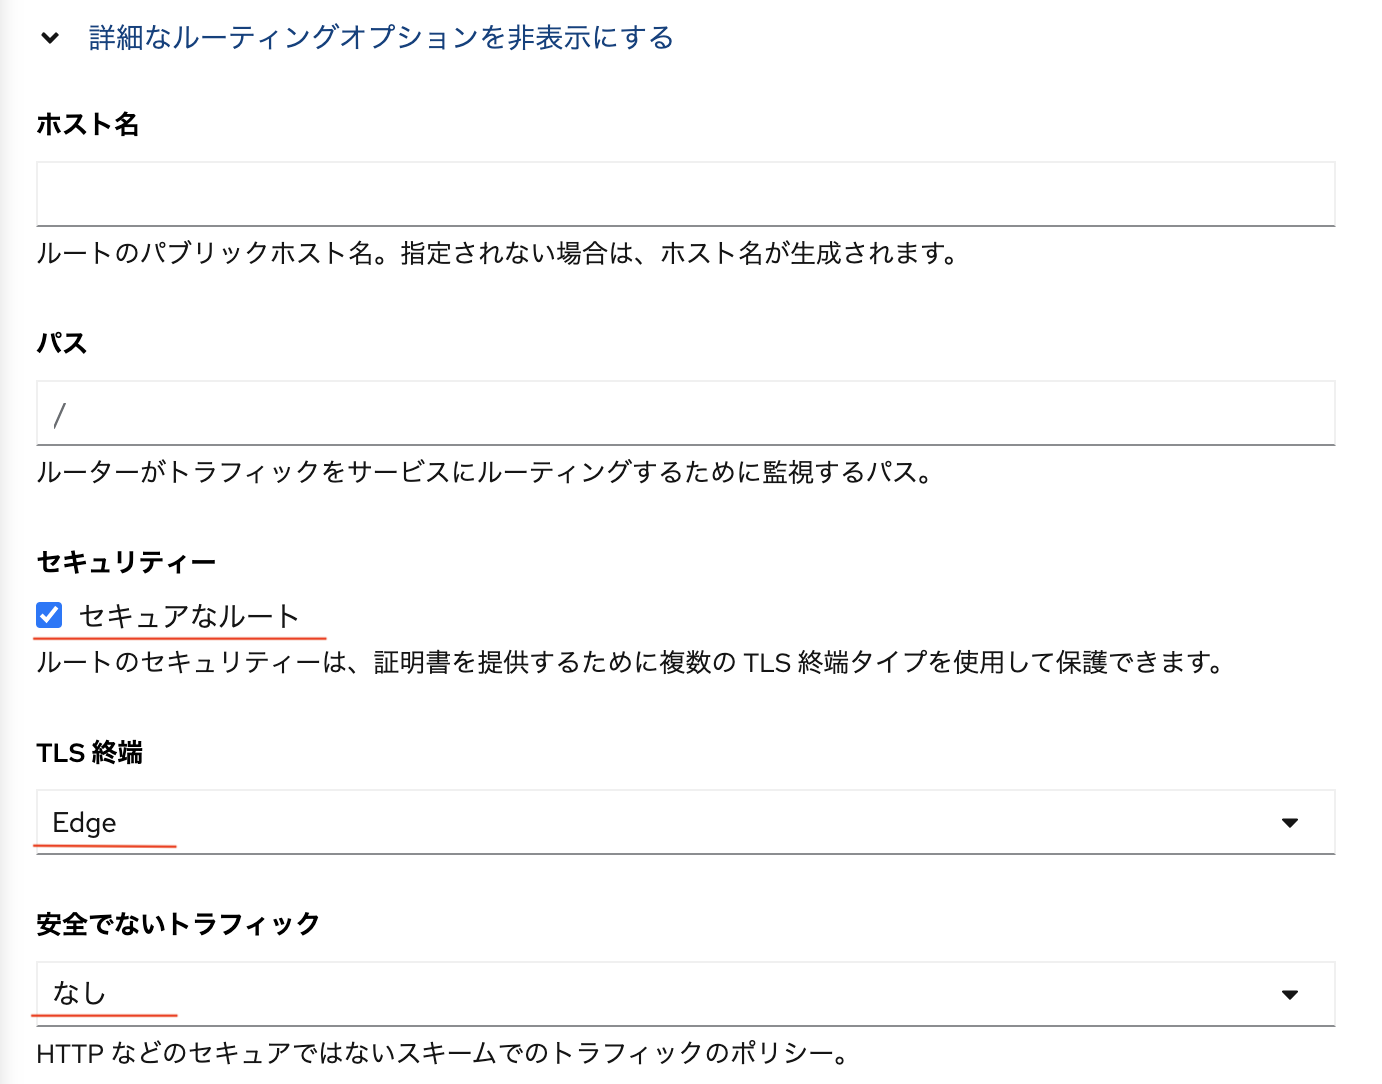 詳細なルーティングオプションを非表示にする
ホスト名
ルートのパブリックホスト名。指定されない場合は、ホスト名が生成されます。
パス
/
ルーターがトラフィックをサービスにルーティングするために監視するパス。
セキュリティー
セキュアなルート
ルートのセキュリティーは、証明書を提供するために複数の TLS 終端タイプを使用して保護できます。
TLS 終端
Edge
安全でないトラフィック
なし
HTTP などのセキュアではないスキームでのトラフィックのポリシー。